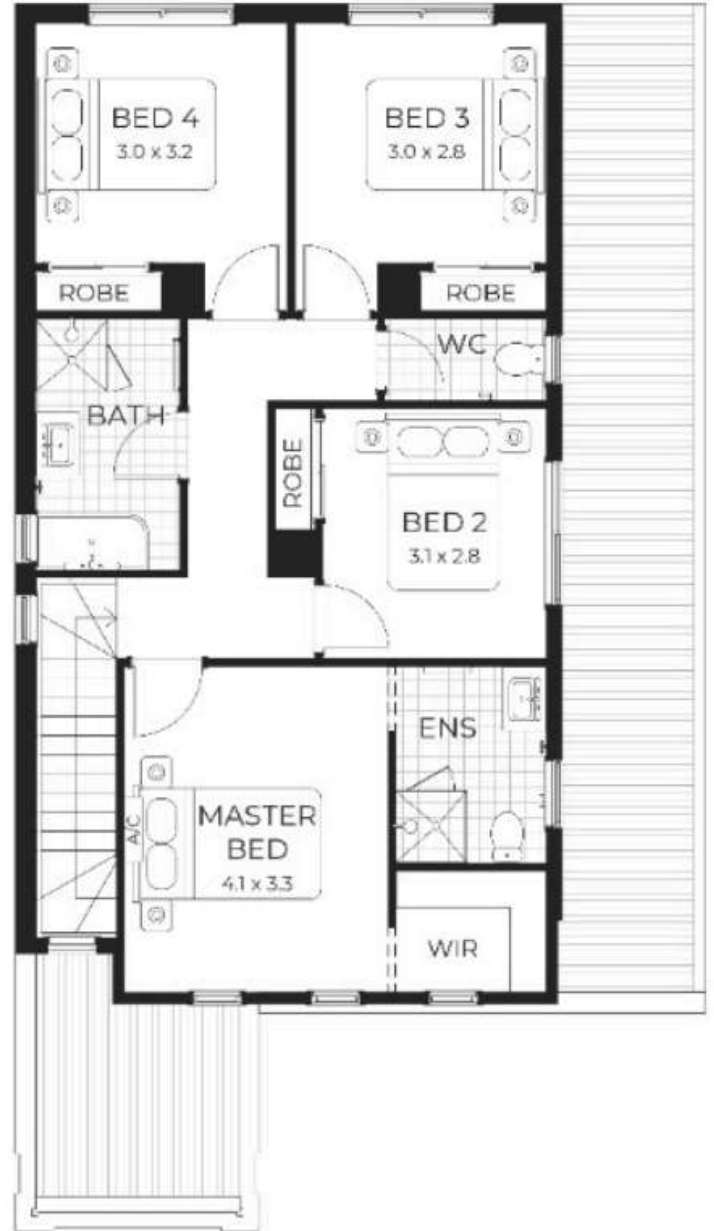 BED 4
3.0 x 3.2
BED 3
3.0 x 2.8
ROBE
ROBE
WC
BATH
ROBE
BED 2
3.1 x 2.8
ENS
A/C
MASTER
BED
4.1 x 3.3
WIR